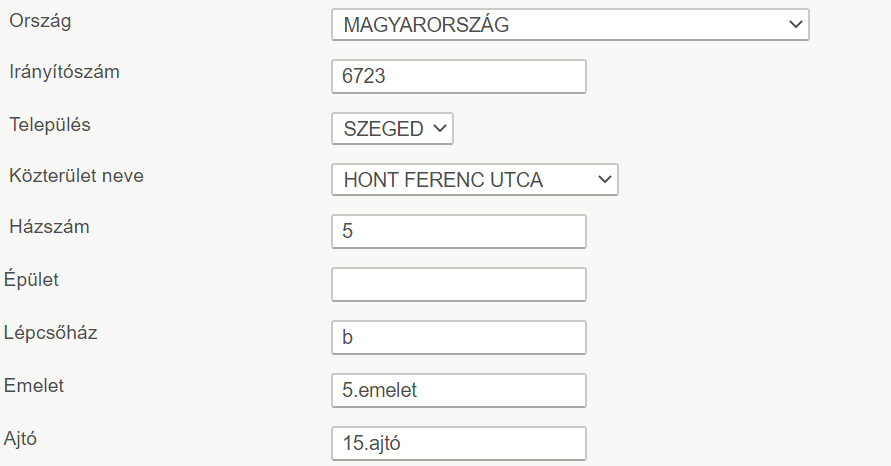 Ország MAGYARORSZÁG
Irányítószám 6723
Település SZEGED
Közterület neve HONT FERENC UTCA
Házszám 5
Épület
Lépcsőház b
Emelet 5.emelet
Ajtó 15.ajtó